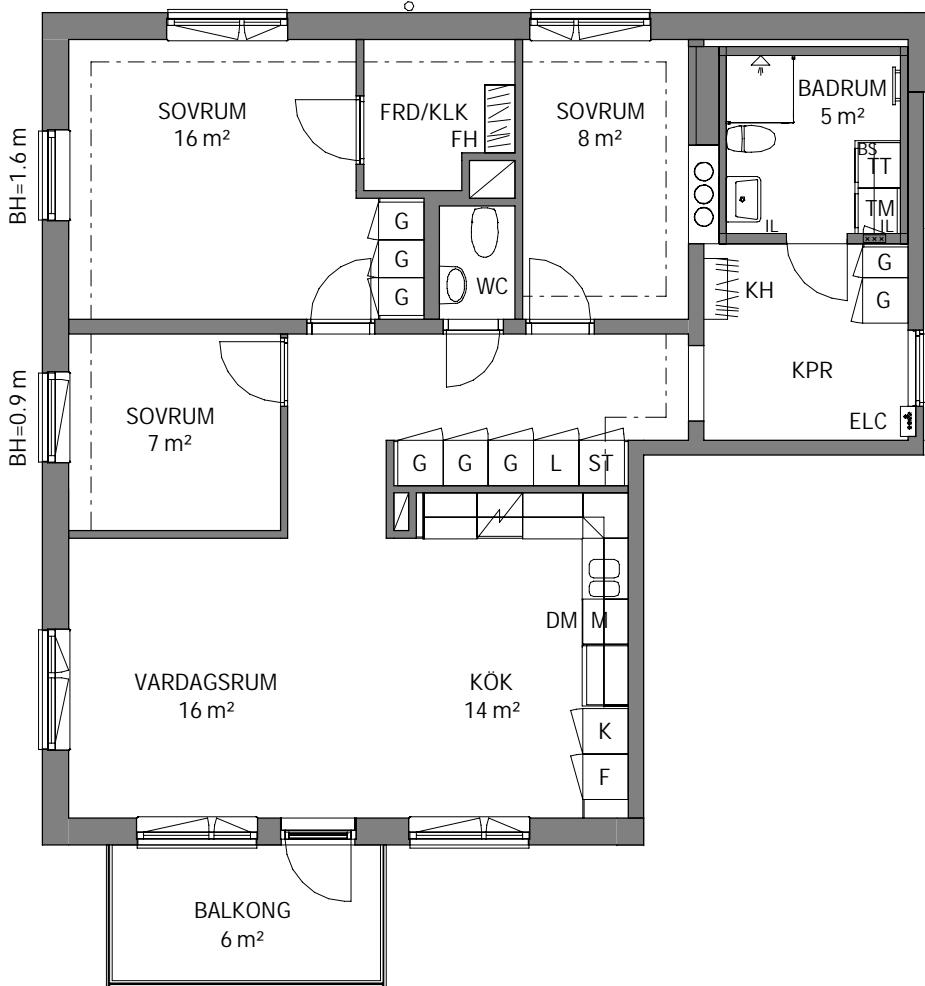 SOVRUM
16 m²
FRD/KLK
FH
SOVRUM
8 m²
BADRUM
5 m²
BS
TT
TM
IL
IL
BH=1.6 m
G
G
G
WC
KH
G
G
KPR
ELC
BH=0.9 m
SOVRUM
7 m²
G G G L ST
DM M
VARDAGSRUM
16 m²
KÖK
14 m²
K
F
BALKONG
6 m²